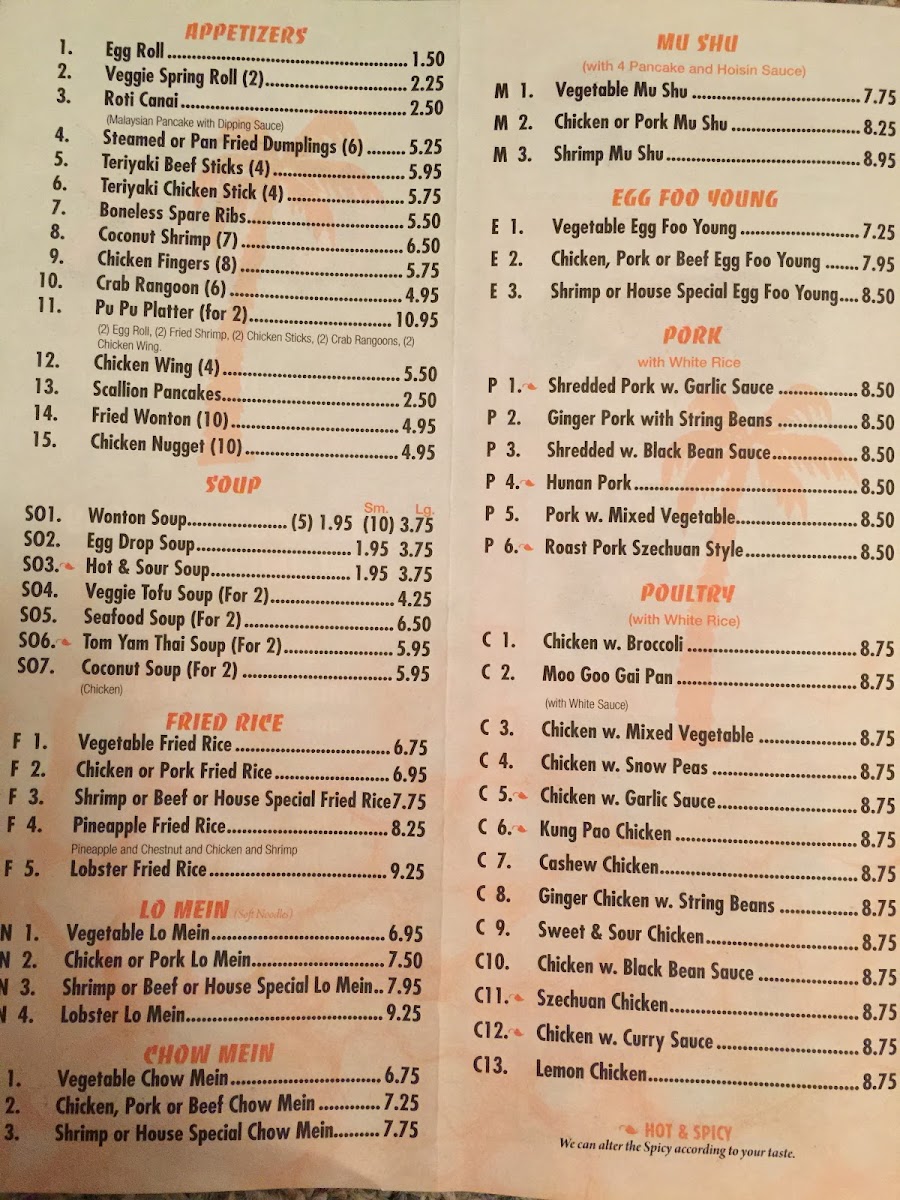 APPETIZERS
1. Egg Roll 1.50
2. Veggie Spring Roll (2) 2.25
3. Roti Canai 2.50
(Malaysian Pancake with Dipping Sauce)
4. Steamed or Pan Fried Dumplings (6) 5.25
5. Teriyaki Beef Sticks (4) 5.95
6. Teriyaki Chicken Stick (4) 5.75
7. Boneless Spare Ribs 5.50
8. Coconut Shrimp (7) 6.50
9. Chicken Fingers (8) 5.75
10. Crab Rangoon (6) 4.95
11. Pu Pu Platter (for 2) 10.95
(2) Egg Roll, (2) Fried Shrimp, (2) Chicken Sticks, (2) Crab Rangoons, (2)
Chicken Wing.
12. Chicken Wing (4) 5.50
13. Scallion Pancakes 2.50
14. Fried Wonton (10) 4.95
15. Chicken Nugget (10) 4.95
SOUP
Sm. Lg.
SO1. Wonton Soup (5) 1.95 (10) 3.75
SO2. Egg Drop Soup 1.95 3.75
SO3. Hot & Sour Soup 1.95 3.75
SO4. Veggie Tofu Soup (For 2) 4.25
SO5. Seafood Soup (For 2) 6.50
SO6. Tom Yam Thai Soup (For 2) 5.95
SO7. Coconut Soup (For 2) 5.95
(Chicken)
FRIED RICE
F 1. Vegetable Fried Rice 6.75
F 2. Chicken or Pork Fried Rice 6.95
F 3. Shrimp or Beef or House Special Fried Rice 7.75
F 4. Pineapple Fried Rice 8.25
Pineapple and Chestnut and Chicken and Shrimp
F 5. Lobster Fried Rice 9.25
LO MEIN (Soft Noodles)
N 1. Vegetable Lo Mein 6.95
N 2. Chicken or Pork Lo Mein 7.50
N 3. Shrimp or Beef or House Special Lo Mein 7.95
N 4. Lobster Lo Mein 9.25
CHOW MEIN
1. Vegetable Chow Mein 6.75
2. Chicken, Pork or Beef Chow Mein 7.25
3. Shrimp or House Special Chow Mein 7.75
MU SHU
(with 4 Pancake and Hoisin Sauce)
M 1. Vegetable Mu Shu 7.75
M 2. Chicken or Pork Mu Shu 8.25
M 3. Shrimp Mu Shu 8.95
EGG FOO YOUNG
E 1. Vegetable Egg Foo Young 7.25
E 2. Chicken, Pork or Beef Egg Foo Young 7.95
E 3. Shrimp or House Special Egg Foo Young 8.50
PORK
with White Rice
P 1. Shredded Pork w. Garlic Sauce 8.50
P 2. Ginger Pork with String Beans 8.50
P 3. Shredded w. Black Bean Sauce 8.50
P 4. Hunan Pork 8.50
P 5. Pork w. Mixed Vegetable 8.50
P 6. Roast Pork Szechuan Style 8.50
POULTRY
(with White Rice)
C 1. Chicken w. Broccoli 8.75
C 2. Moo Goo Gai Pan 8.75
(with White Sauce)
C 3. Chicken w. Mixed Vegetable 8.75
C 4. Chicken w. Snow Peas 8.75
C 5. Chicken w. Garlic Sauce 8.75
C 6. Kung Pao Chicken 8.75
C 7. Cashew Chicken 8.75
C 8. Ginger Chicken w. String Beans 8.75
C 9. Sweet & Sour Chicken 8.75
C10. Chicken w. Black Bean Sauce 8.75
C11. Szechuan Chicken 8.75
C12. Chicken w. Curry Sauce 8.75
C13. Lemon Chicken 8.75
HOT & SPICY
We can alter the Spicy according to your taste.